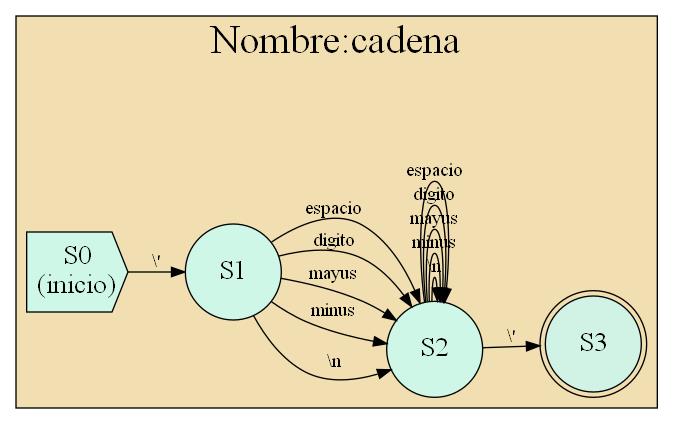 Nombre:cadena
espacio
digito
mayus
minus
\n
espacio
digito
mayus
minus
\n
S0
(inicio)
\'
S1
S2
\'
S3